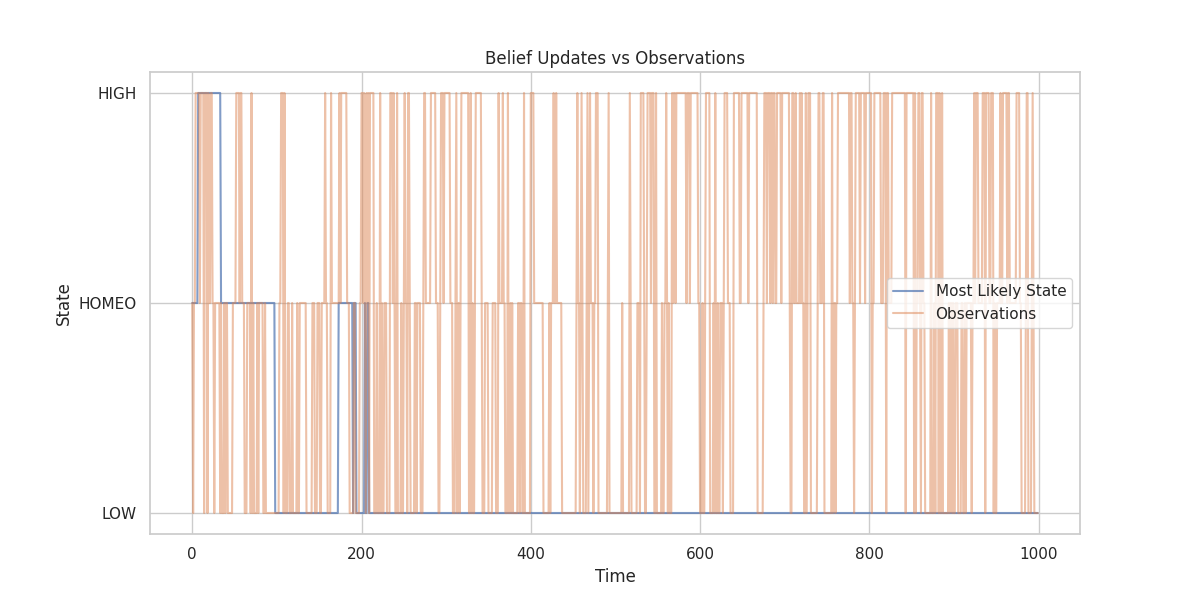 Belief Updates vs Observations
HIGH
HOMEO
LOW
State
0
200
400
600
800
1000
Time
Most Likely State
Observations